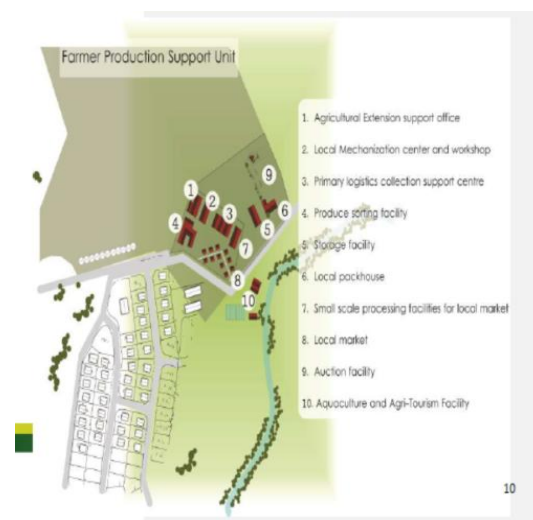 Farmer Production Support Unit
1. Agricultural Extension support office
2. Local Mechanization center and workshop
3. Primary logistics collection support centre
4. Produce sorting facility
5. Storage facility
6. Local packhouse
7. Small scale processing facilities for local market
8. Local market
9. Auction facility
10. Aquaculture and Agri-Tourism Facility
9
1
2
3
6
4
5
7
8
10
10